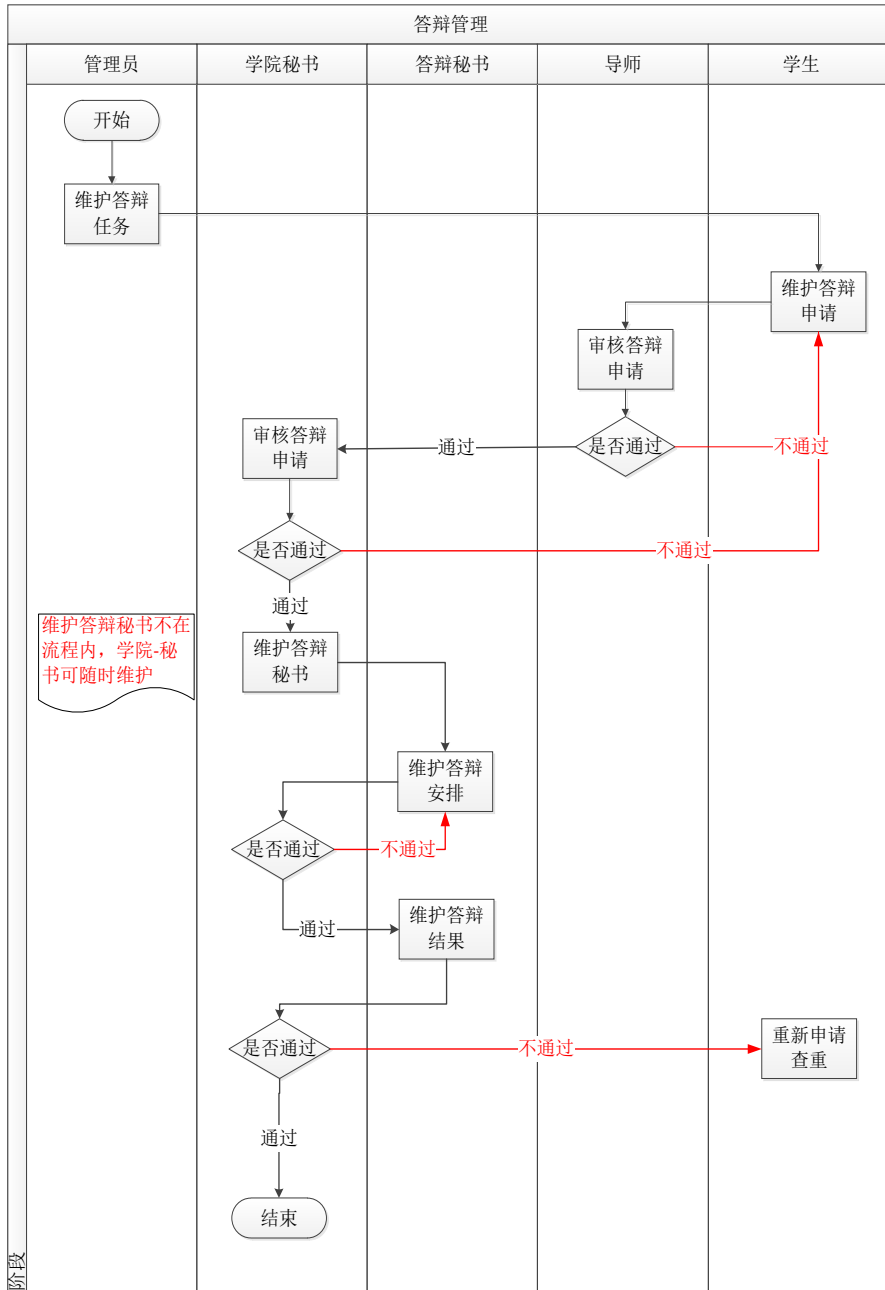 答辩管理
管理员
学院秘书
答辩秘书
导师
学生
开始
维护答辩
任务
维护答辩
申请
审核答辩
申请
是否通过
不通过
通过
审核答辩
申请
是否通过
不通过
通过
维护答辩秘书不在
流程内，学院-秘
书可随时维护
维护答辩
秘书
维护答辩
安排
是否通过
不通过
通过
维护答辩
结果
是否通过
不通过
重新申请
查重
通过
结束
阶段